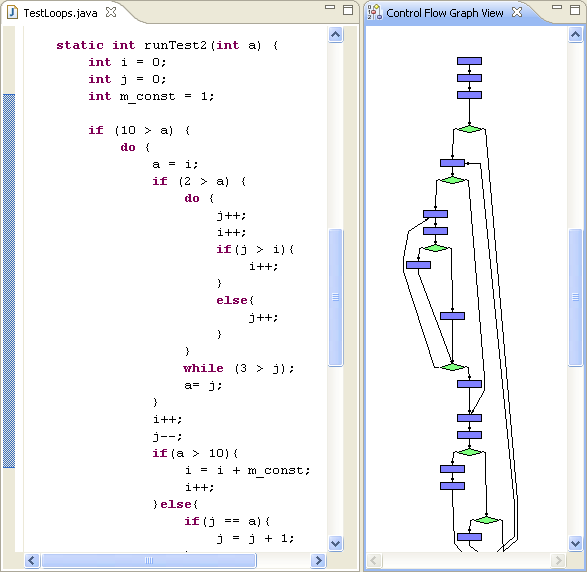 TestLoops.java
Control Flow Graph View
static int runTest2(int a) {
int i = 0;
int j = 0;
int m_const = 1;
if (10 > a) {
do {
a = i;
if (2 > a) {
do {
j++;
i++;
if(j > i){
i++;
}
else{
j++;
}
}
while (3 > j);
a= j;
}
i++;
j--;
if(a > 10){
i = i + m_const;
i++;
}else{
if(j == a){
j = j + 1;